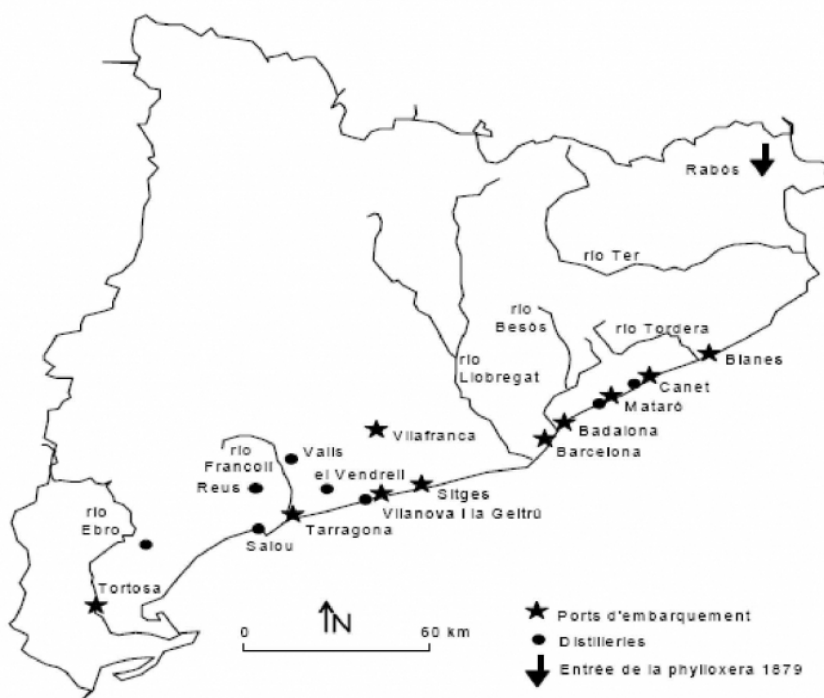 Rabós
río Ter
río
Besòs
río Tordera
río
Llobregat
Blanes
Canet
Mataró
Badalona
Barcelona
Vilafranca
río
Francolí
Valls
el Vendrell
Reus
Sitges
Vilanova i la Geltrú
Tarragona
Salou
río
Ebro
Tortosa
N
0 60 km
Ports d'embarquement
Distilleries
Entrée de la phylloxera 1879